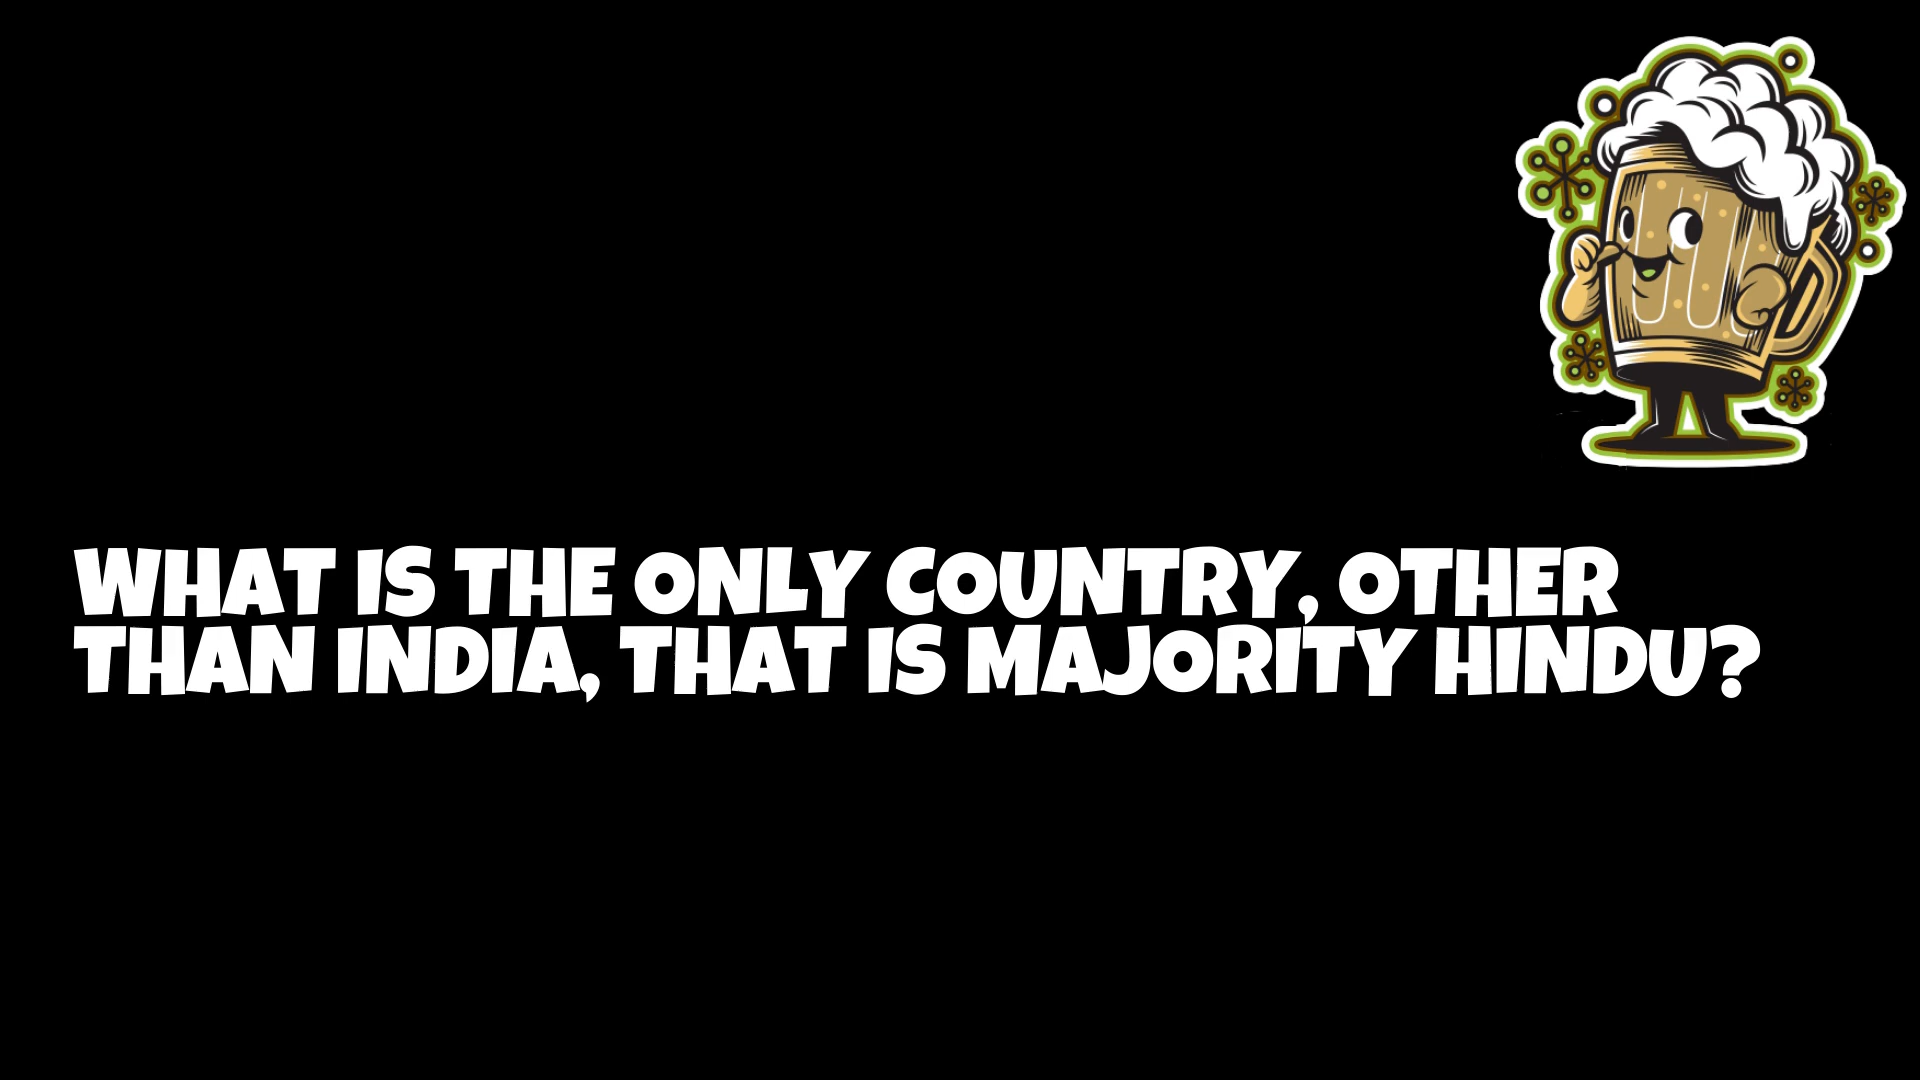 WHAT IS THE ONLY COUNTRY, OTHER
THAN INDIA, THAT IS MAJORITY HINDU?